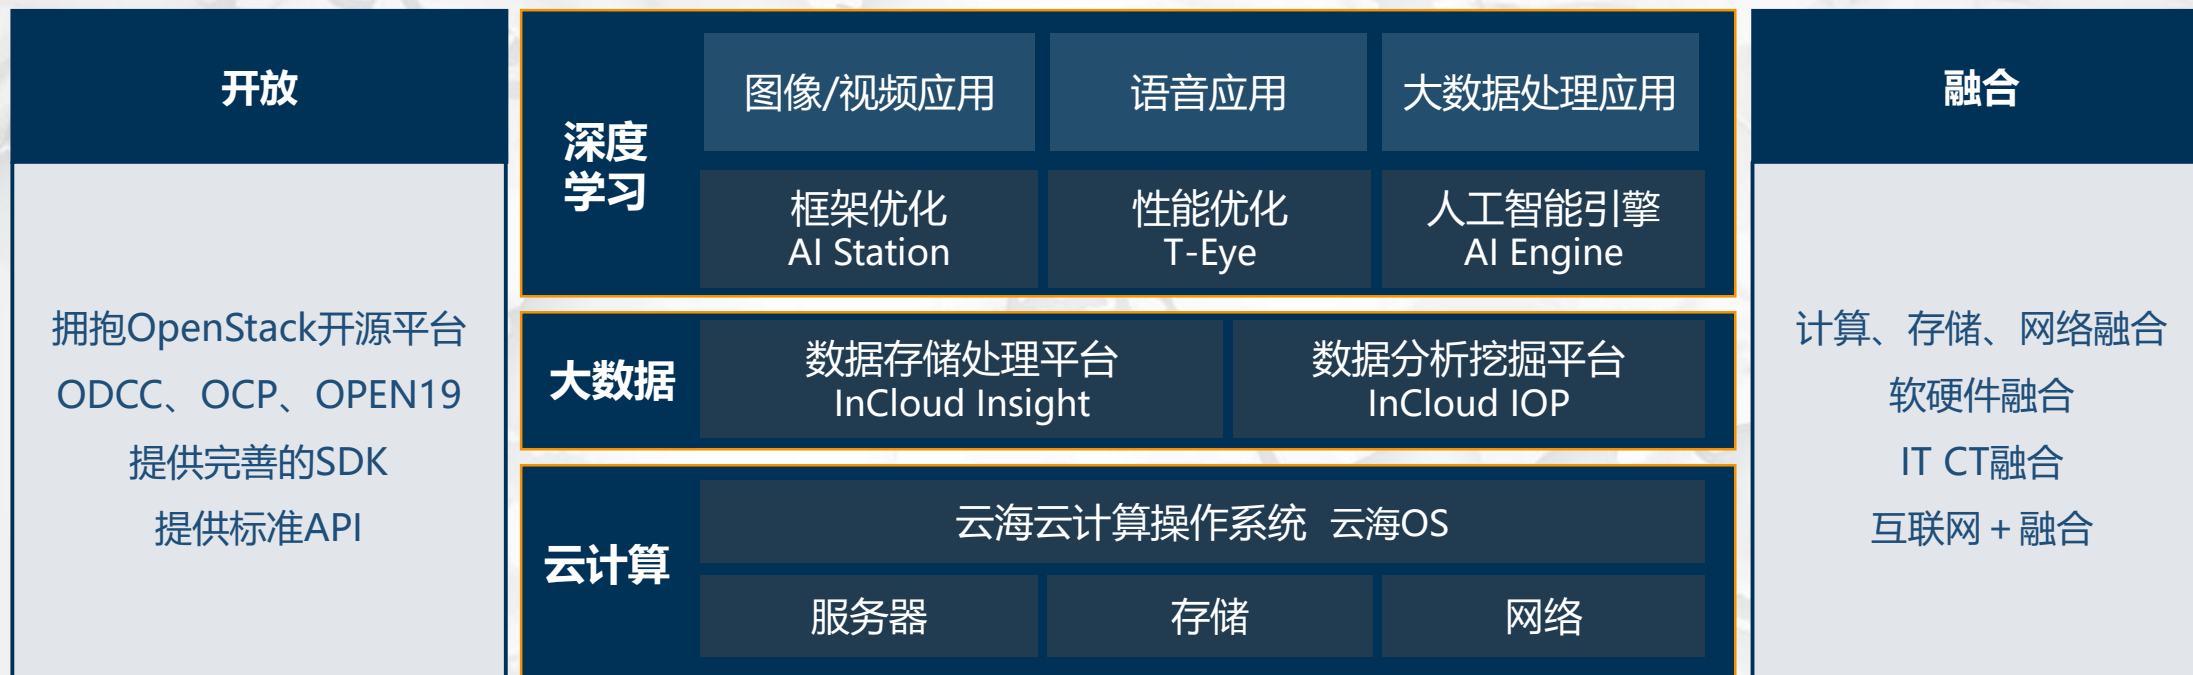 开放
拥抱OpenStack开源平台
ODCC、OCP、OPEN19
提供完善的SDK
提供标准API
深度
学习
图像/视频应用
语音应用
大数据处理应用
框架优化
AI Station
性能优化
T-Eye
人工智能引擎
AI Engine
大数据
数据存储处理平台
InCloud Insight
数据分析挖掘平台
InCloud IOP
云计算
云海云计算操作系统 云海OS
服务器
存储
网络
融合
计算、存储、网络融合
软硬件融合
IT CT融合
互联网+融合